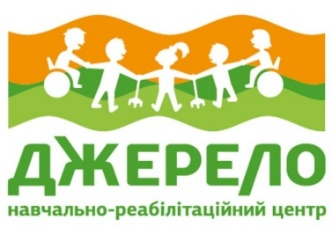 ДЖЕРЕЛО
навчально-реабілітаційний центр